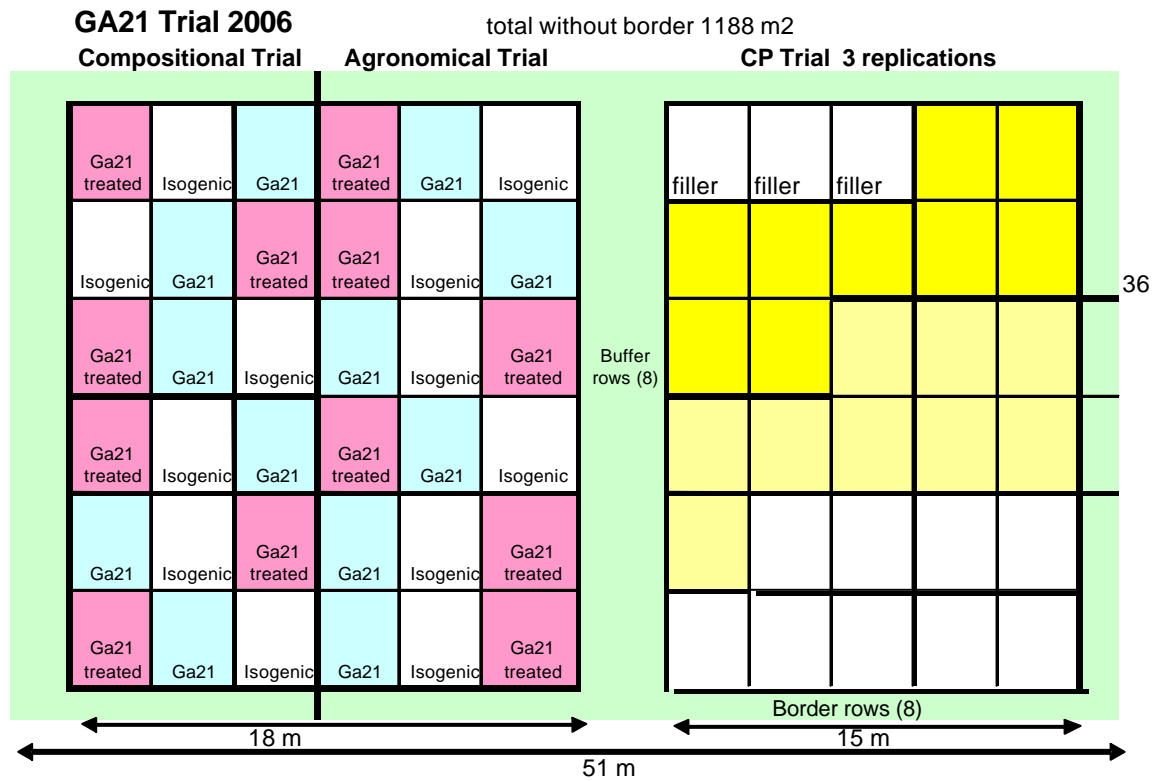 GA21 Trial 2006
total without border 1188 m2
Compositional Trial
Agronomical Trial
CP Trial 3 replications
Ga21
treated
Isogenic
Ga21
Ga21
treated
Ga21
Isogenic
filler
filler
filler
Isogenic
Ga21
Ga21
treated
Ga21
treated
Isogenic
Ga21
36
Ga21
treated
Ga21
Isogenic
Ga21
Isogenic
Ga21
treated
Buffer
rows (8)
Ga21
treated
Isogenic
Ga21
Ga21
treated
Ga21
Isogenic
Ga21
Isogenic
Ga21
treated
Ga21
Isogenic
Ga21
treated
Ga21
treated
Ga21
Isogenic
Ga21
Isogenic
Ga21
treated
Border rows (8)
18 m
15 m
51 m